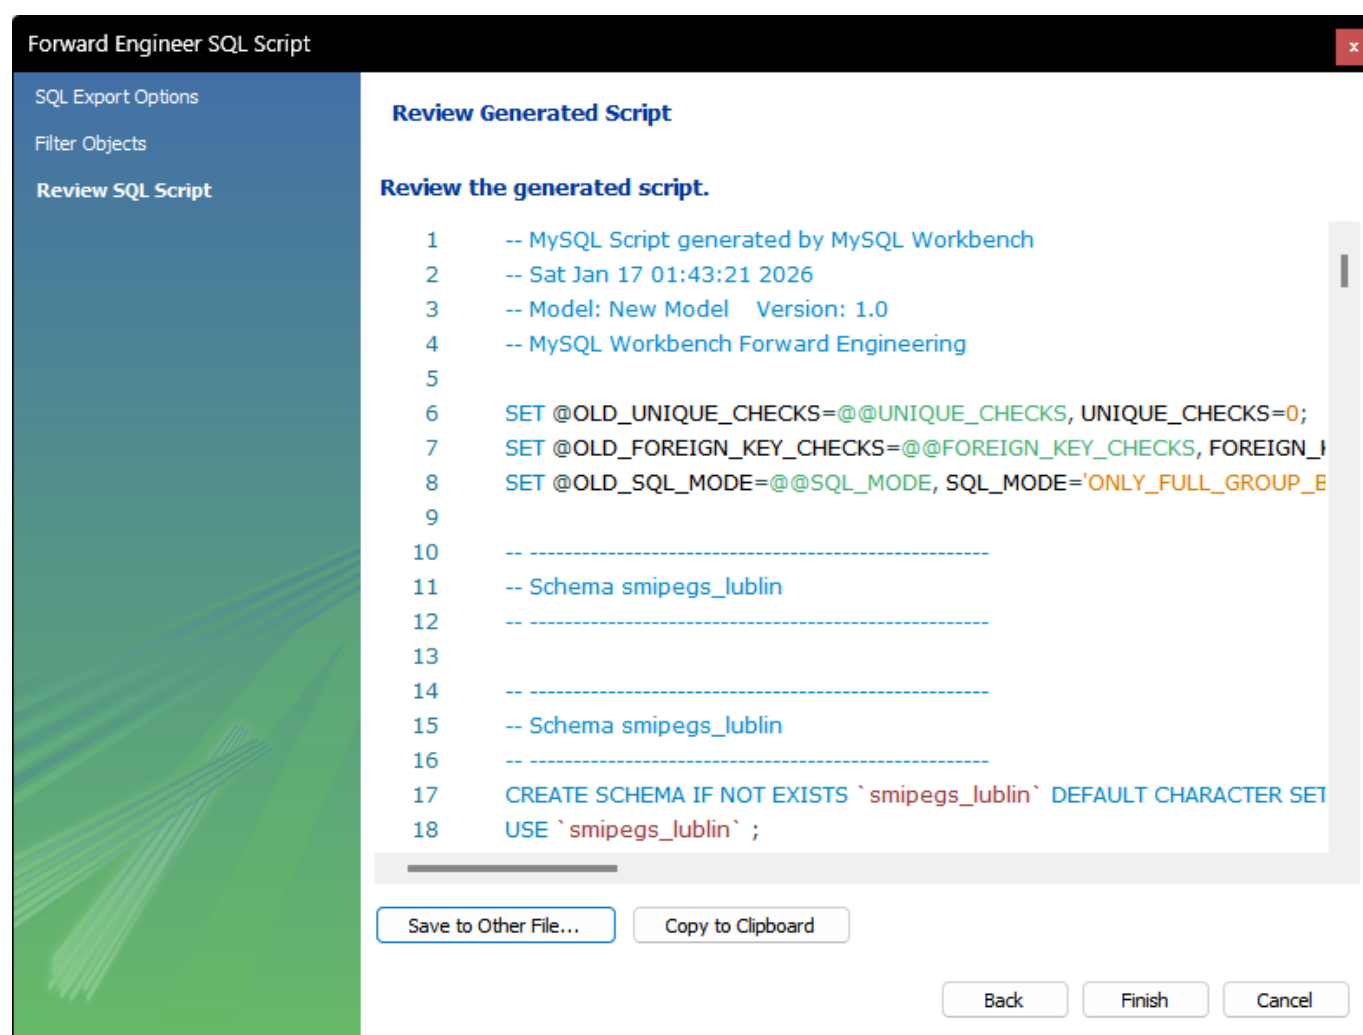 Forward Engineer SQL Script
x
SQL Export Options
Filter Objects
Review SQL Script
Review Generated Script
Review the generated script.
1 -- MySQL Script generated by MySQL Workbench
2 -- Sat Jan 17 01:43:21 2026
3 -- Model: New Model    Version: 1.0
4 -- MySQL Workbench Forward Engineering
5
6 SET @OLD_UNIQUE_CHECKS=@@UNIQUE_CHECKS, UNIQUE_CHECKS=0;
7 SET @OLD_FOREIGN_KEY_CHECKS=@@FOREIGN_KEY_CHECKS, FOREIGN_
8 SET @OLD_SQL_MODE=@@SQL_MODE, SQL_MODE='ONLY_FULL_GROUP_B
9
10 -- -----------------------------------------------------
11 -- Schema smipegs_lublin
12 -- -----------------------------------------------------
13
14 -- -----------------------------------------------------
15 -- Schema smipegs_lublin
16 -- -----------------------------------------------------
17 CREATE SCHEMA IF NOT EXISTS `smipegs_lublin` DEFAULT CHARACTER SET
18 USE `smipegs_lublin` ;
Save to Other File...
Copy to Clipboard
Back
Finish
Cancel